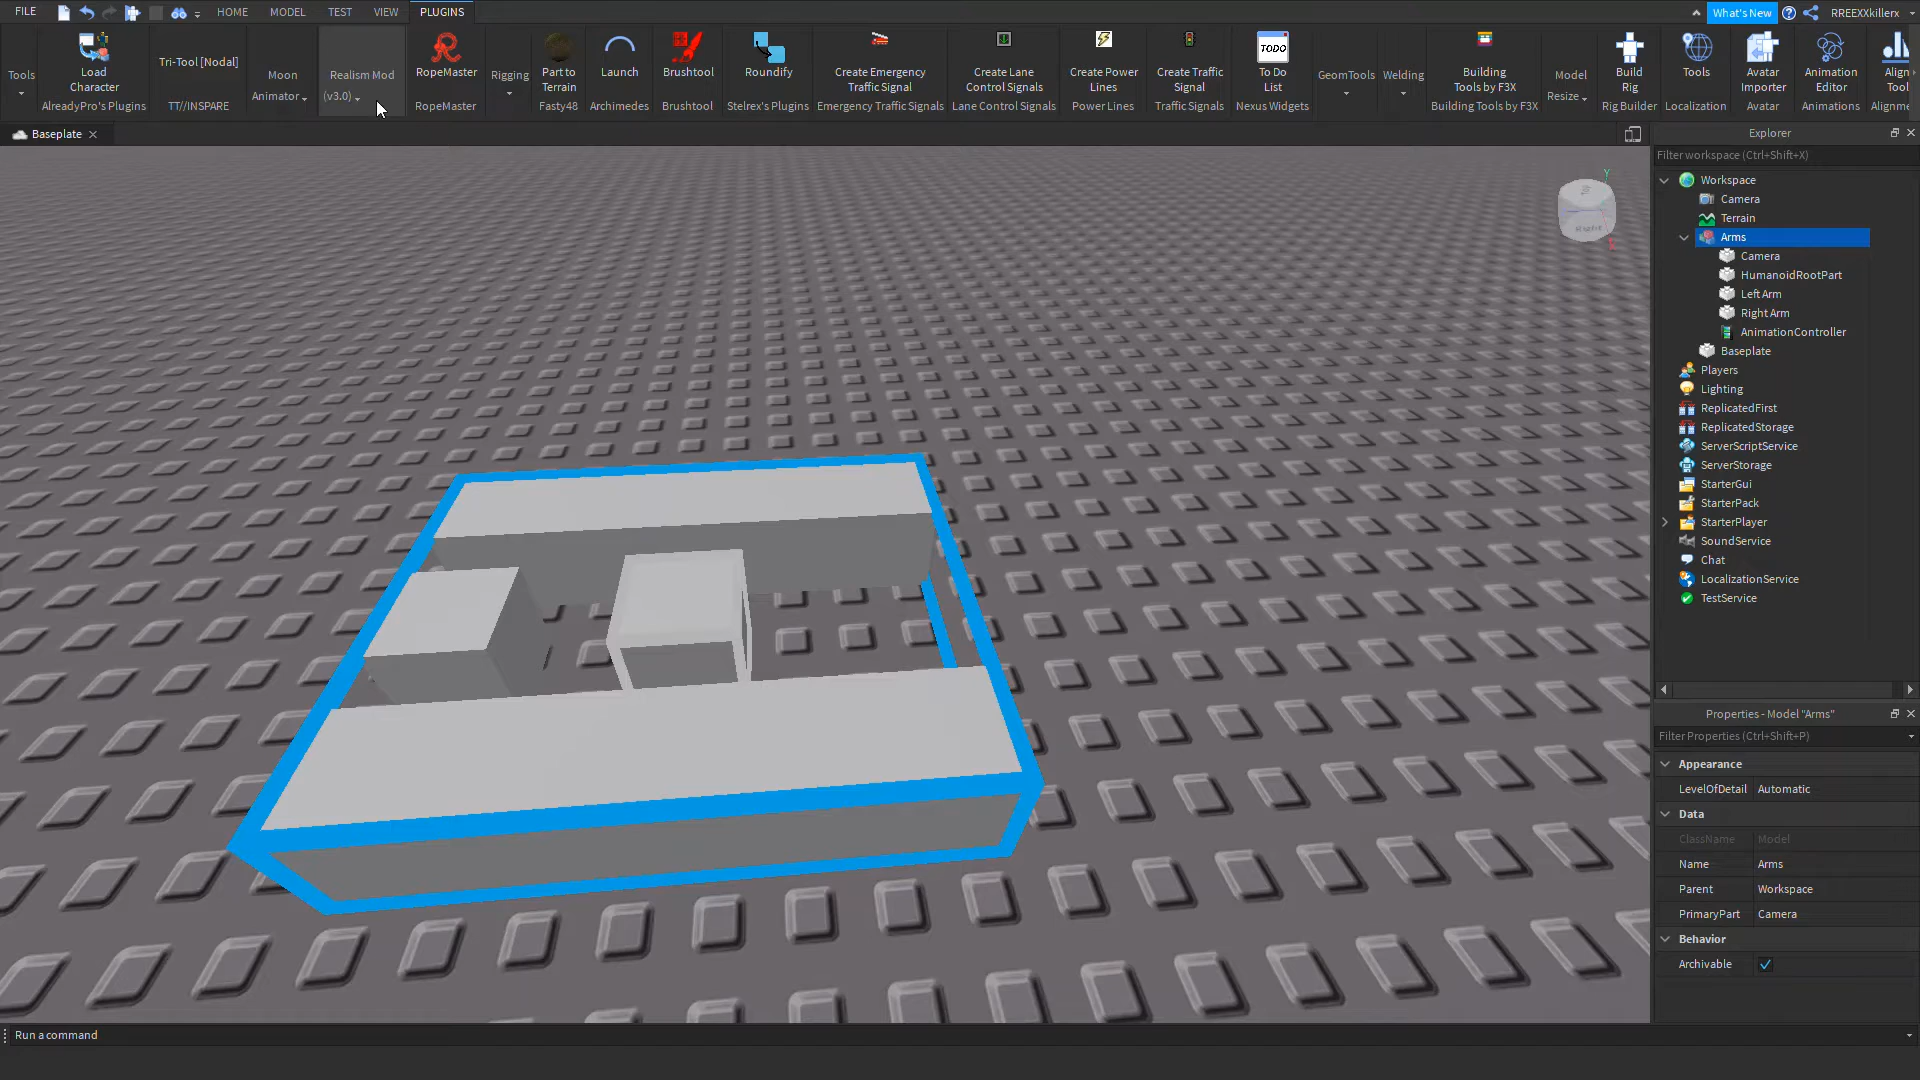 FILE
HOME
MODEL
TEST
VIEW
PLUGINS
What's New
RREEXXkillerx
Tools
Load
Character
AlreadyPro's Plugins
Tri-Tool [Nodal]
TT//INSPARE
Moon
Animator
Realism Mod
(v3.0)
RopeMaster
RopeMaster
Rigging
Part to
Terrain
Fasty48
Launch
Archimedes
Brushtool
Brushtool
Roundify
Stelrex's Plugins
Create Emergency
Traffic Signal
Emergency Traffic Signals
Create Lane
Control Signals
Lane Control Signals
Create Power
Lines
Power Lines
Create Traffic
Signal
Traffic Signals
TODO
To Do
List
Nexus Widgets
GeomTools
Welding
Building
Tools by F3X
Building Tools by F3X
Model
Resize
Build
Rig
Rig Builder
Tools
Localization
Avatar
Importer
Avatar
Animation
Editor
Animations
Align
Tool
Alignme
Baseplate
Y
Right
X
Explorer
Filter workspace (Ctrl+Shift+X)
Workspace
Camera
Terrain
Arms
Camera
HumanoidRootPart
Left Arm
Right Arm
AnimationController
Baseplate
Players
Lighting
ReplicatedFirst
ReplicatedStorage
ServerScriptService
ServerStorage
StarterGui
StarterPack
StarterPlayer
SoundService
Chat
LocalizationService
TestService
Properties - Model "Arms"
Filter Properties (Ctrl+Shift+P)
Appearance
LevelOfDetail Automatic
Data
ClassName Model
Name Arms
Parent Workspace
PrimaryPart Camera
Behavior
Archivable
Run a command